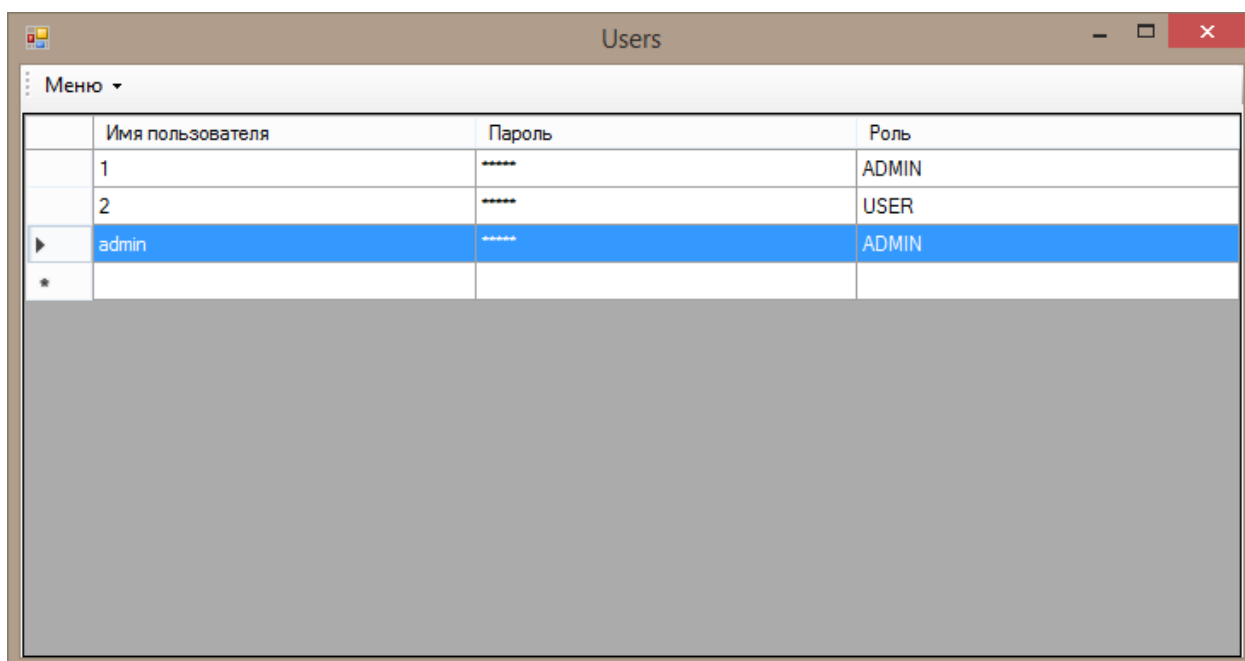 Users
Меню
Имя пользователя Пароль Роль
1 ***** ADMIN
2 ***** USER
admin ***** ADMIN